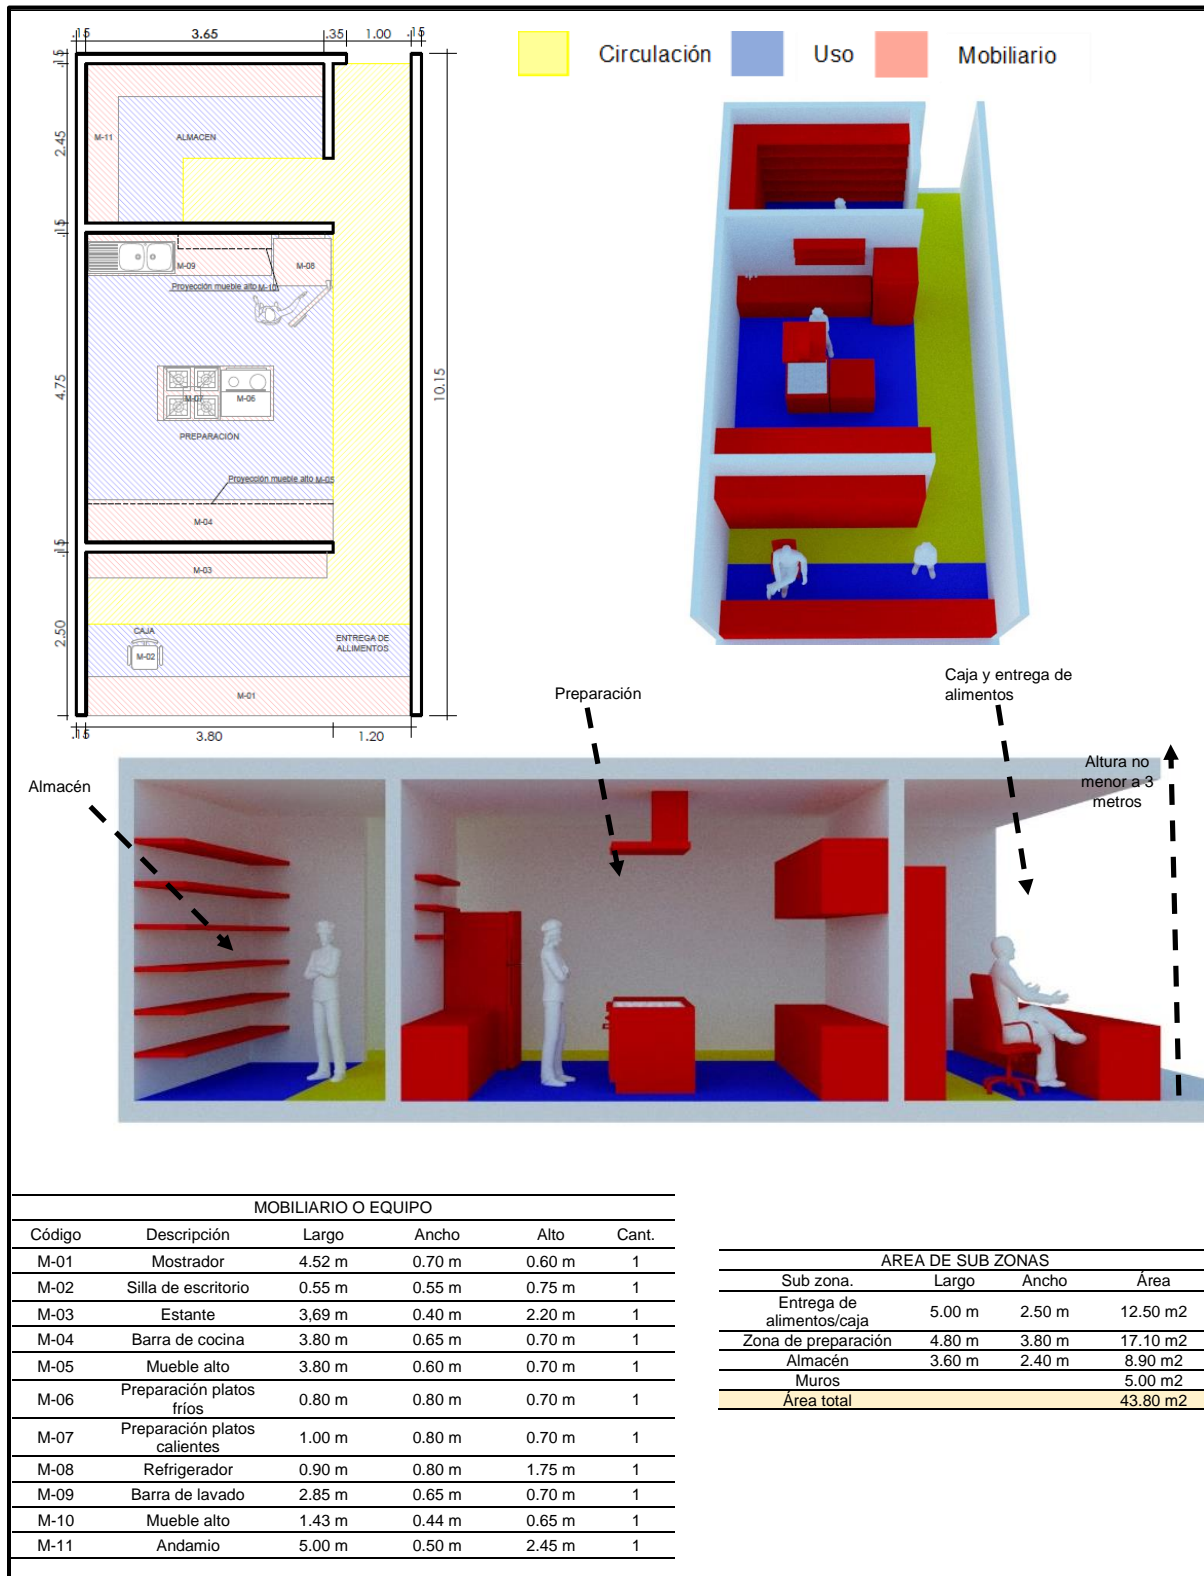 .15 3.65 .35 1.00 .15
Circulación Uso Mobiliario
.15
M-11 ALMACEN
2.45
.15
M-09 M-08
Proyección mueble alto M-10
4.75
10.15
M-07 M-06
PREPARACIÓN
Proyección mueble alto M-05
M-04
.15
M-03
2.50
CAJA
ENTREGA DE
ALLIMENTOS
M-02
M-01
.15 3.80 1.20
Preparación
Caja y entrega de
alimentos
Almacén
Altura no
menor a 3
metros
MOBILIARIO O EQUIPO
Código Descripción Largo Ancho Alto Cant.
M-01 Mostrador 4.52 m 0.70 m 0.60 m 1
M-02 Silla de escritorio 0.55 m 0.55 m 0.75 m 1
M-03 Estante 3,69 m 0.40 m 2.20 m 1
M-04 Barra de cocina 3.80 m 0.65 m 0.70 m 1
M-05 Mueble alto 3.80 m 0.60 m 0.70 m 1
M-06 Preparación platos
fríos 0.80 m 0.80 m 0.70 m 1
M-07 Preparación platos
calientes 1.00 m 0.80 m 0.70 m 1
M-08 Refrigerador 0.90 m 0.80 m 1.75 m 1
M-09 Barra de lavado 2.85 m 0.65 m 0.70 m 1
M-10 Mueble alto 1.43 m 0.44 m 0.65 m 1
M-11 Andamio 5.00 m 0.50 m 2.45 m 1
AREA DE SUB ZONAS
Sub zona. Largo Ancho Área
Entrega de
alimentos/caja 5.00 m 2.50 m 12.50 m2
Zona de preparación 4.80 m 3.80 m 17.10 m2
Almacén 3.60 m 2.40 m 8.90 m2
Muros 5.00 m2
Área total 43.80 m2